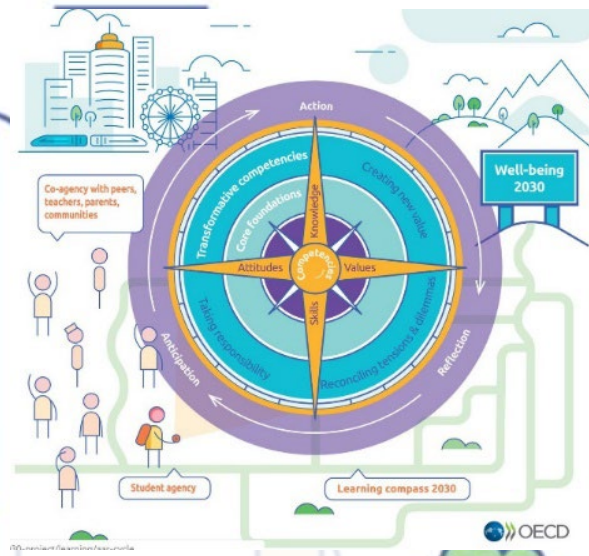 Action
Well-being
2030
Co-agency with peers,
teachers, parents,
communities
Transformative competencies
Creating new value
Core foundations
Knowledge
Competencies
Attitudes
Values
Skills
Taking responsibility
Reconciling tensions & dilemmas
Anticipation
Reflection
Student agency
Learning compass 2030
OECD